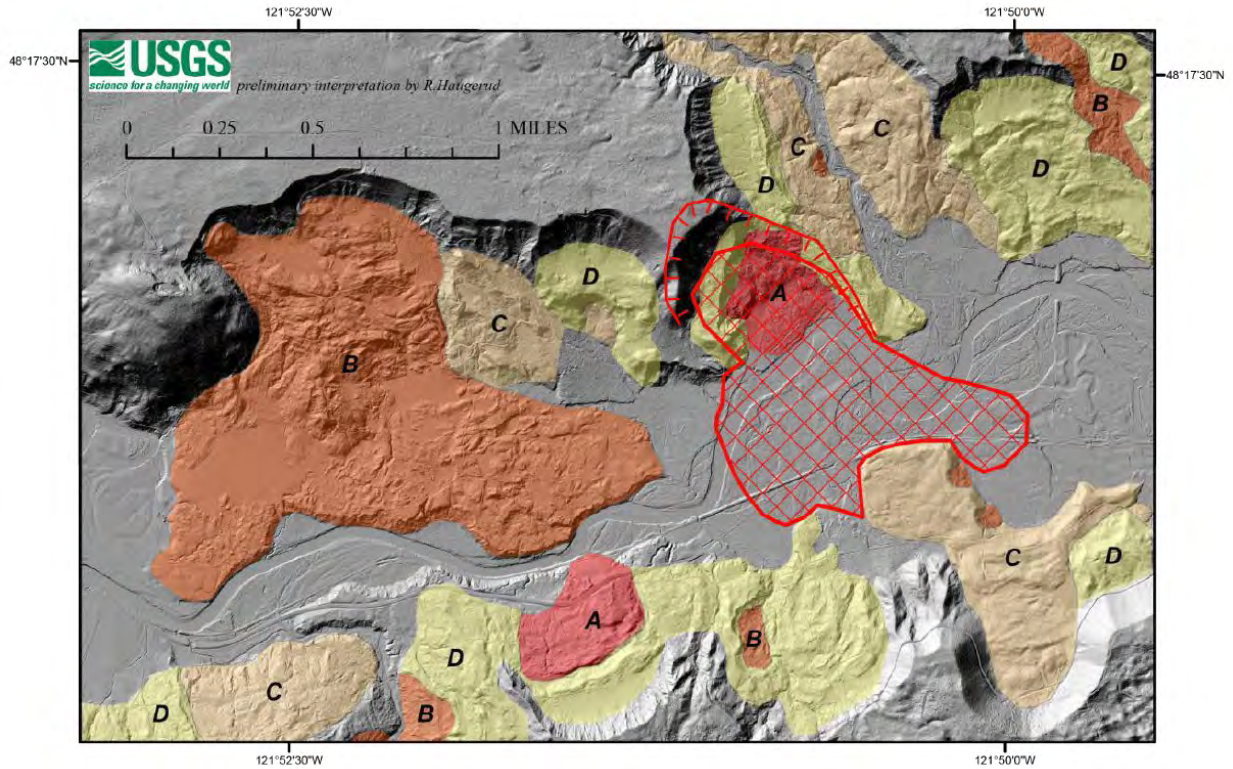 121°52'30"W
121°50'0"W
48°17'30"N
48°17'30"N
USGS
science for a changing world
preliminary interpretation by R.Haugerud
0 0.25 0.5 1 MILES
D
B
C
C
D
D
D
A
C
B
C
D
A
B
D
C
B
D
121°52'30"W
121°50'0"W